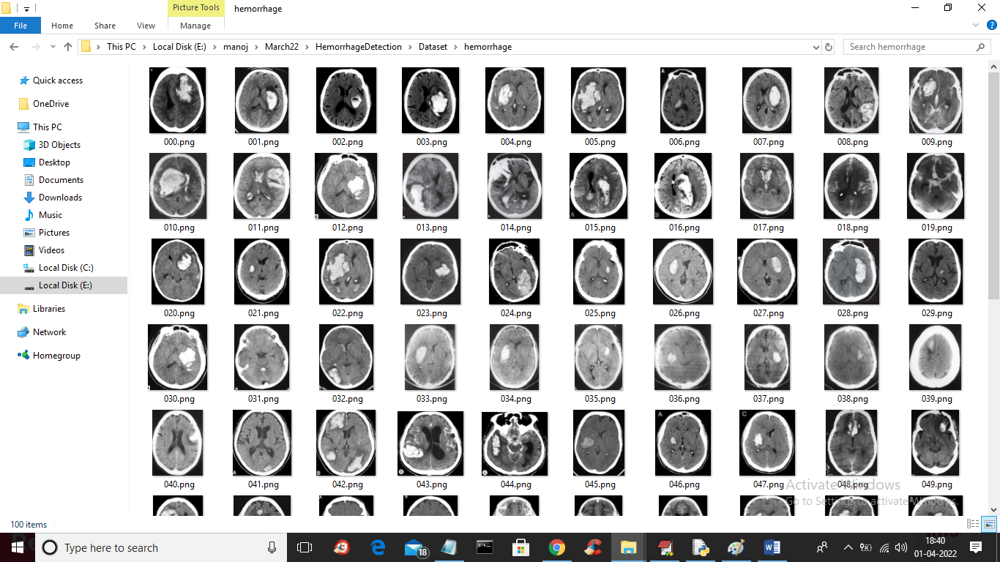 Picture Tools
hemorrhage
File
Home
Share
View
Manage
This PC
Local Disk (E:)
manoj
March22
HemorrhageDetection
Dataset
hemorrhage
Search hemorrhage
Quick access
OneDrive
This PC
3D Objects
Desktop
Documents
Downloads
Music
Pictures
Videos
Local Disk (C:)
Local Disk (E:)
Libraries
Network
Homegroup
000.png 001.png 002.png 003.png 004.png 005.png 006.png 007.png 008.png 009.png
010.png 011.png 012.png 013.png 014.png 015.png 016.png 017.png 018.png 019.png
020.png 021.png 022.png 023.png 024.png 025.png 026.png 027.png 028.png 029.png
030.png 031.png 032.png 033.png 034.png 035.png 036.png 037.png 038.png 039.png
040.png 041.png 042.png 043.png 044.png 045.png 046.png 047.png 048.png 049.png
Activate Windows
Go to Settings to activate Windows.
100 items
Type here to search
18
18:40
01-04-2022